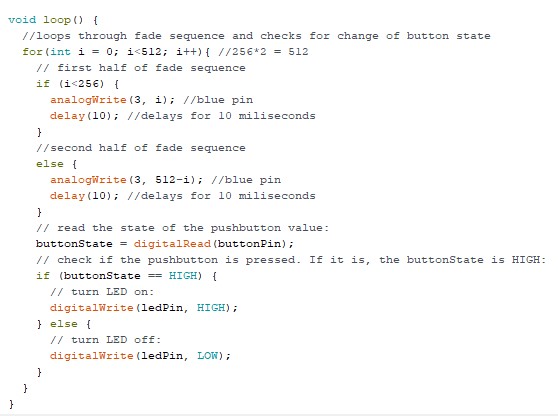 void loop() {
//loops through fade sequence and checks for change of button state
for(int i = 0; i<512; i++){ //256*2 = 512
// first half of fade sequence
if (i<256) {
analogWrite(3, i); //blue pin
delay(10); //delays for 10 miliseconds
}
//second half of fade sequence
else {
analogWrite(3, 512-i); //blue pin
delay(10); //delays for 10 miliseconds
}
// read the state of the pushbutton value:
buttonState = digitalRead(buttonPin);
// check if the pushbutton is pressed. If it is, the buttonState is HIGH:
if (buttonState == HIGH) {
// turn LED on:
digitalWrite(ledPin, HIGH);
} else {
// turn LED off:
digitalWrite(ledPin, LOW);
}
}
}